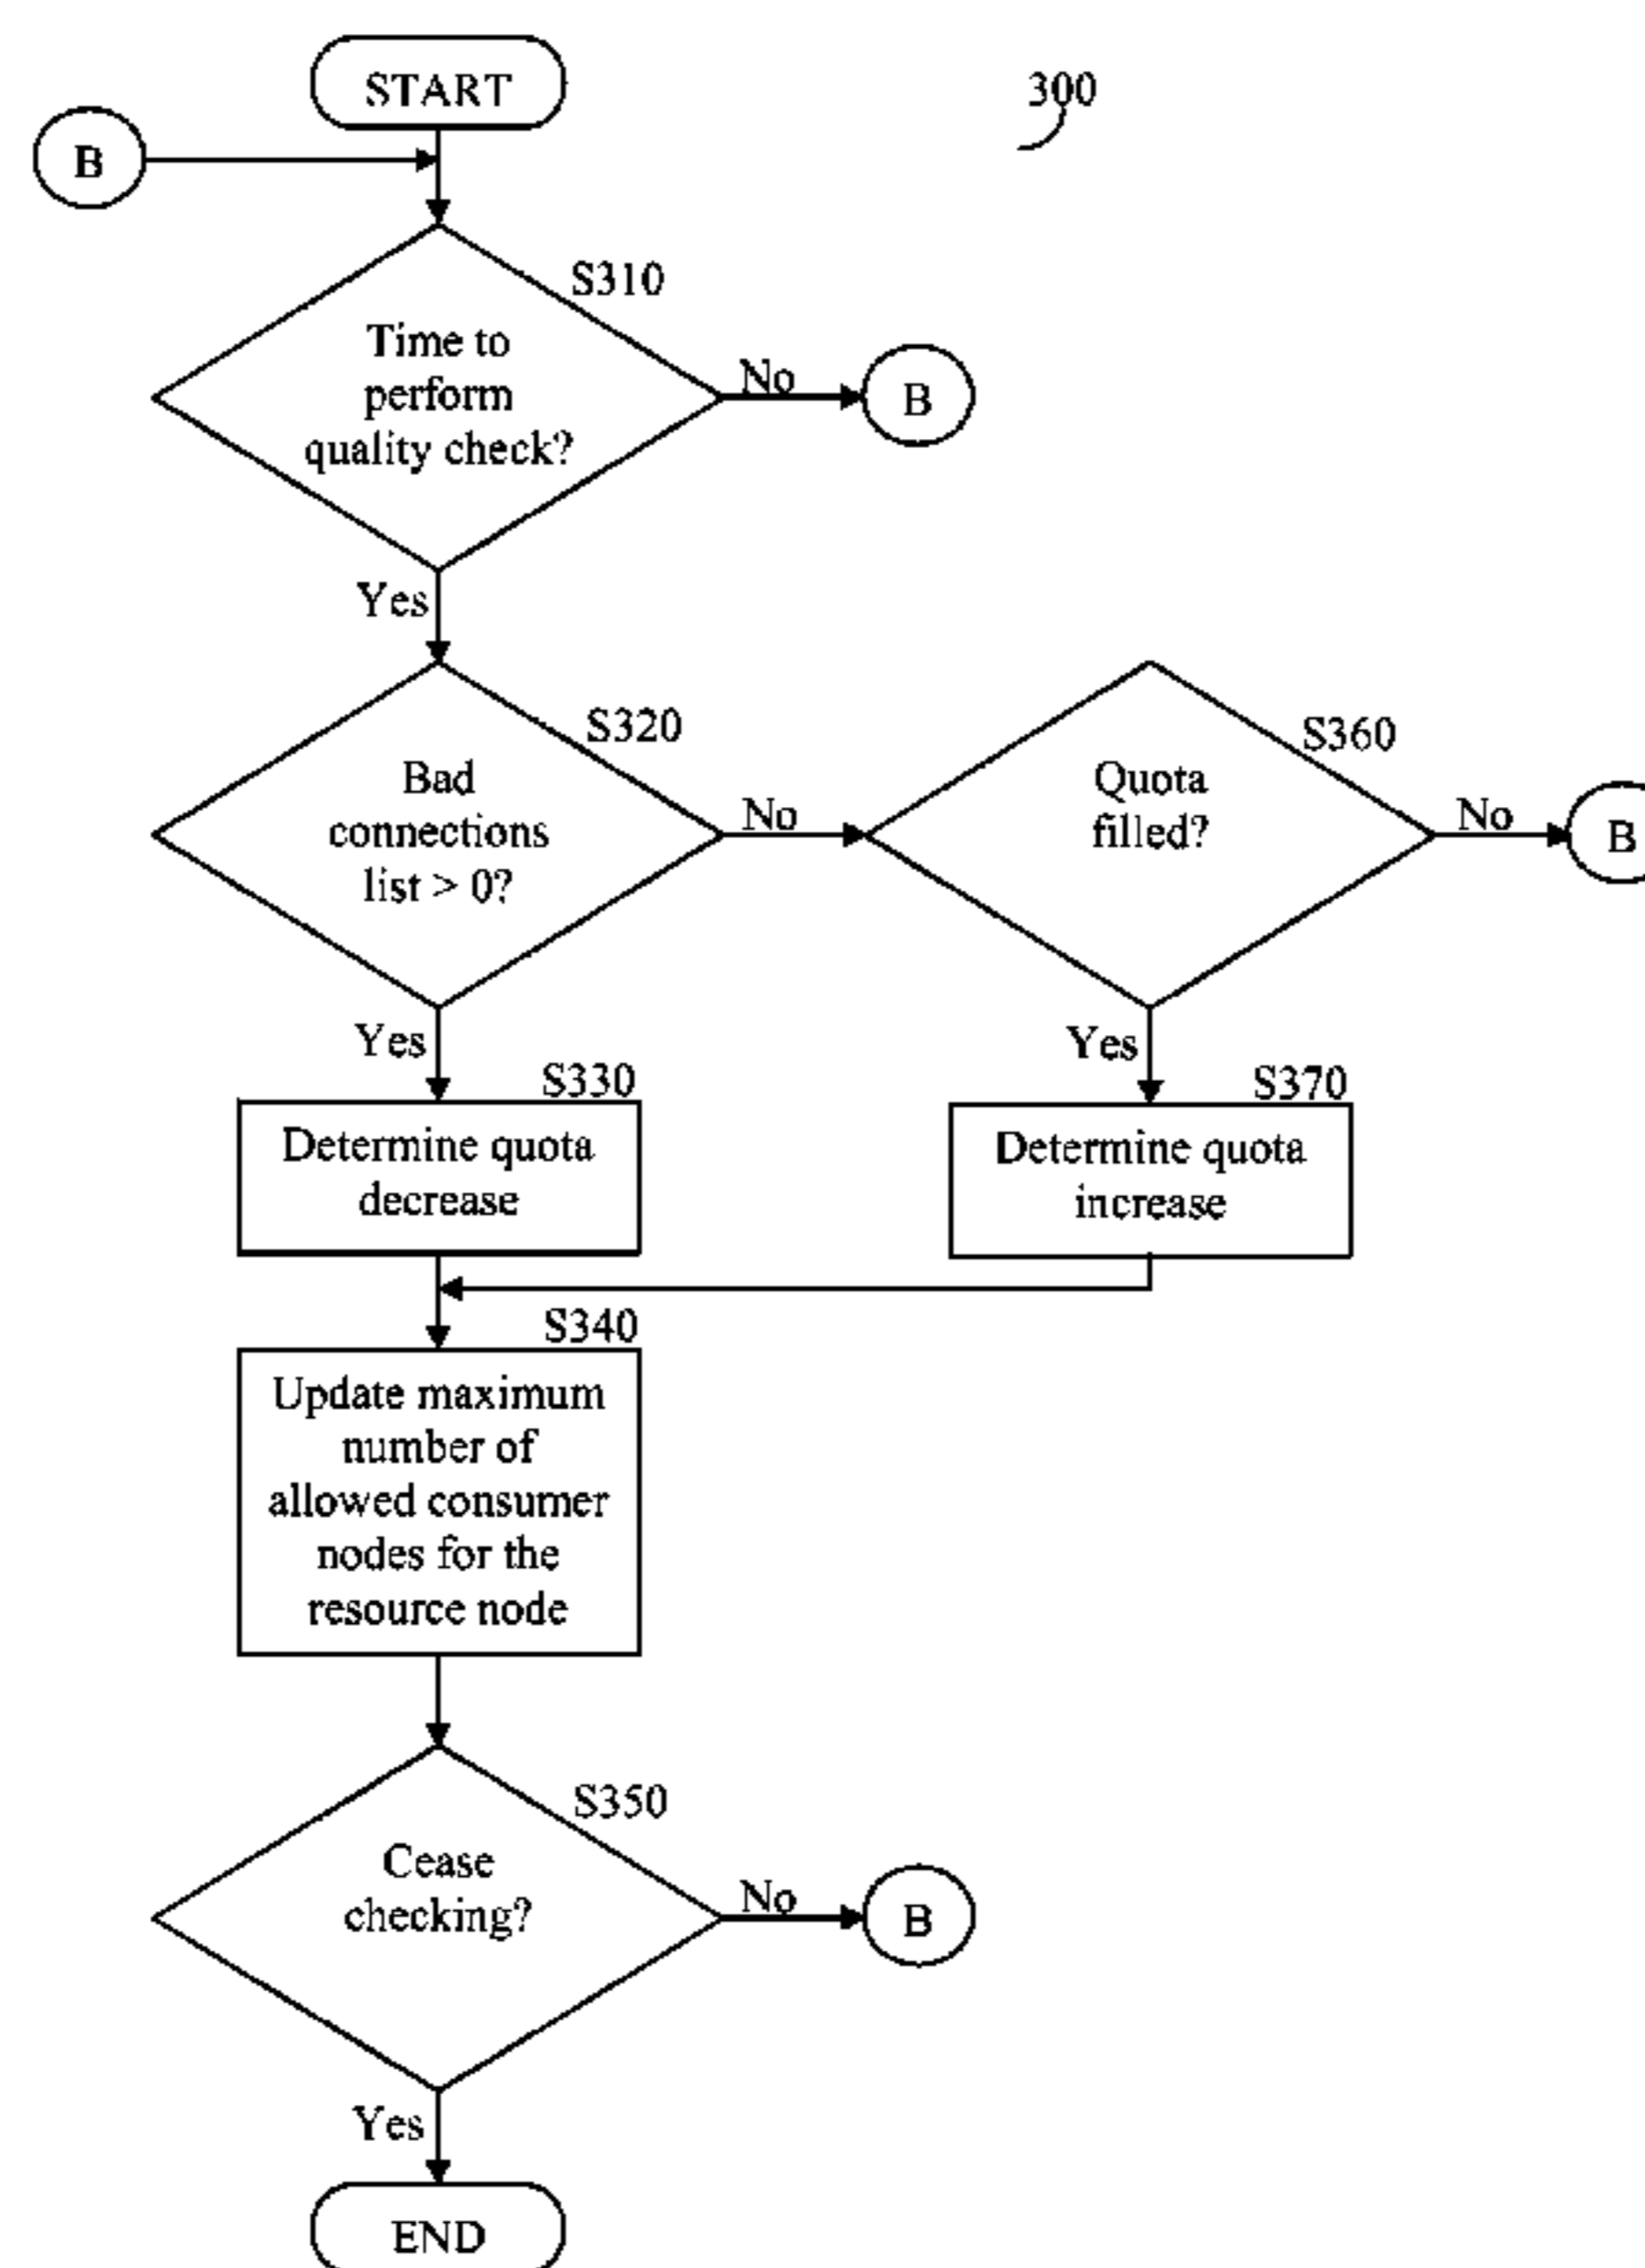 START
300
B
S310
Time to
perform
quality check?
No
B
Yes
S320
Bad
connections
list > 0?
No
S360
Quota
filled?
No
B
Yes
Yes
S330
Determine quota
decrease
S370
Determine quota
increase
S340
Update maximum
number of
allowed consumer
nodes for the
resource node
S350
Cease
checking?
No
B
Yes
END